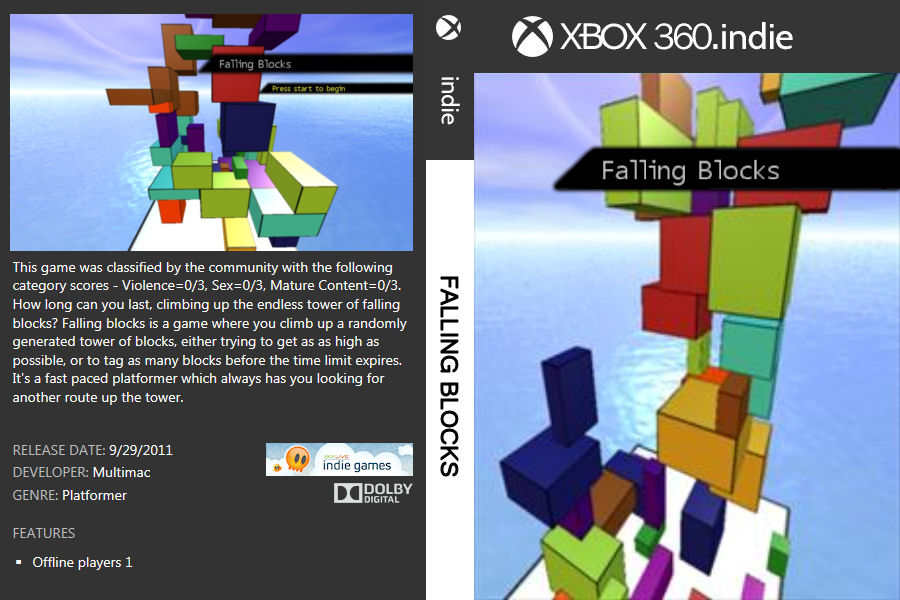 Falling Blocks
Press start to begin
This game was classified by the community with the following
category scores - Violence=0/3, Sex=0/3, Mature Content=0/3.
How long can you last, climbing up the endless tower of falling
blocks? Falling blocks is a game where you climb up a randomly
generated tower of blocks, either trying to get as as high as
possible, or to tag as many blocks before the time limit expires.
It's a fast paced platformer which always has you looking for
another route up the tower.
RELEASE DATE: 9/29/2011
DEVELOPER: Multimac
GENRE: Platformer
XBOX LIVE
indie games
DOLBY
DIGITAL
FEATURES
▪ Offline players 1
indie
FALLING BLOCKS
XBOX 360.indie
Falling Blocks